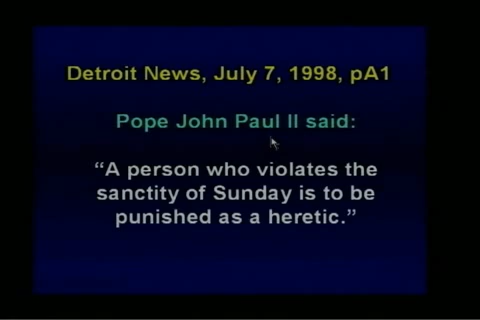 Detroit News, July 7, 1998, pA1
Pope John Paul II said:
“A person who violates the
sanctity of Sunday is to be
punished as a heretic.”